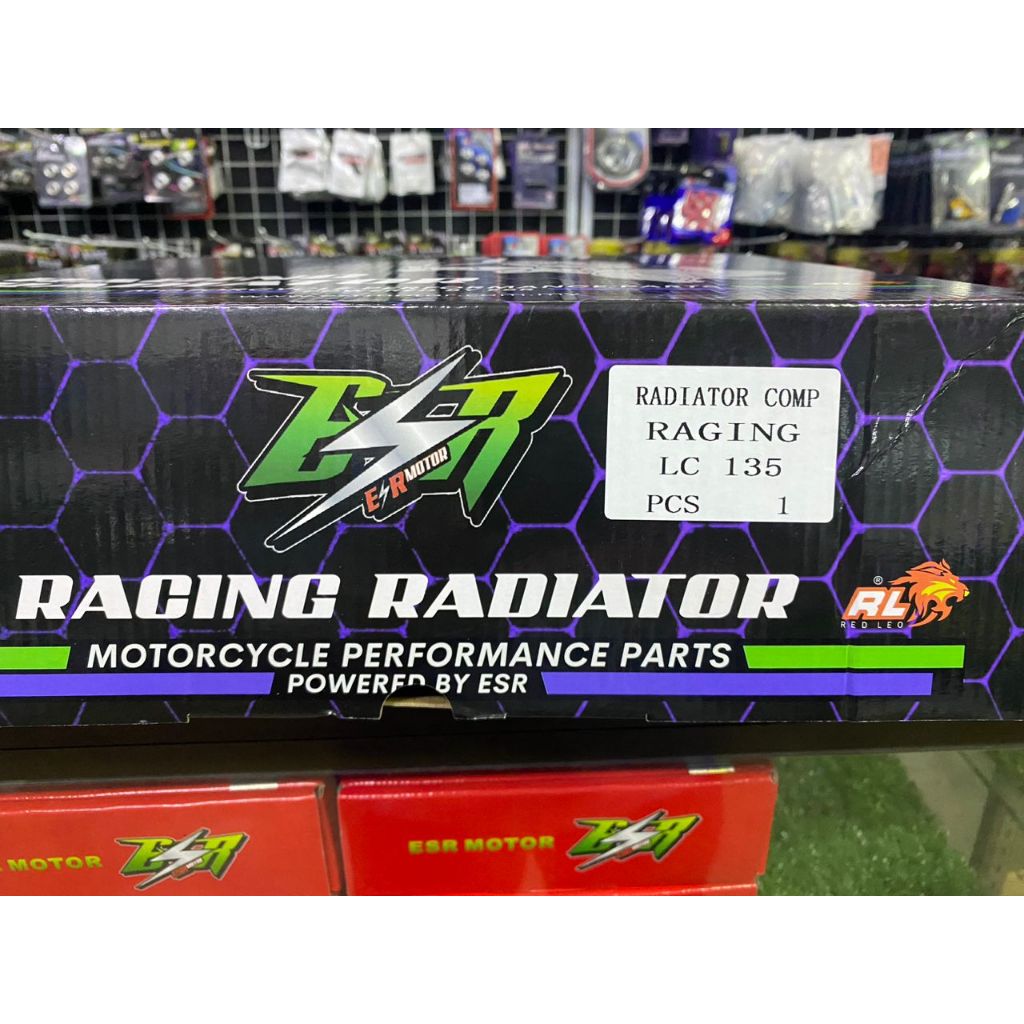 ESR
ESR MOTOR
RADIATOR COMP
RAGING
LC 135
PCS 1
RACING RADIATOR
®
RL
RED LEO
MOTORCYCLE PERFORMANCE PARTS
POWERED BY ESR
MOTOR
ESR
ESR MOTOR
ESR